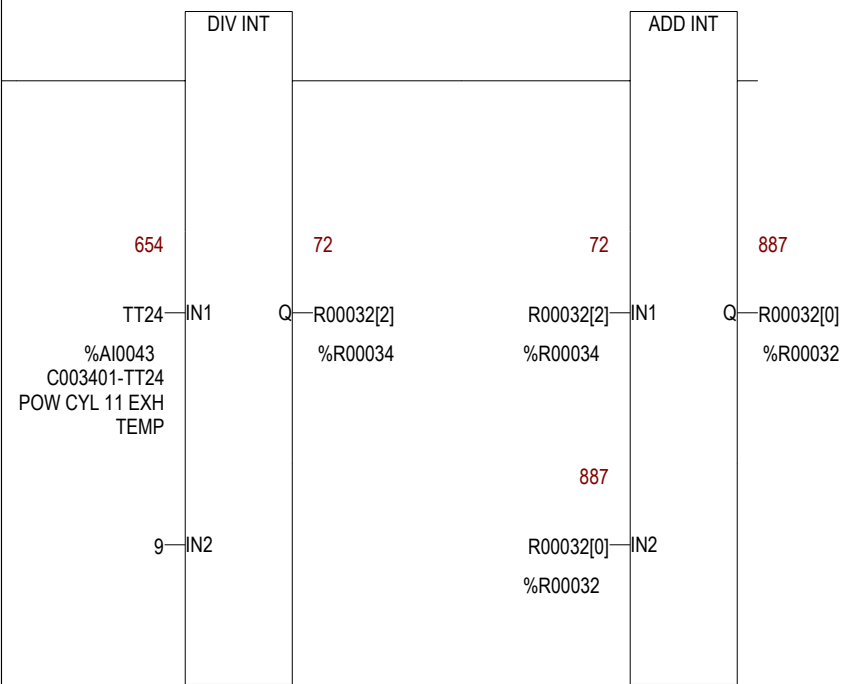 DIV INT
ADD INT
654
72
72
887
TT24
IN1
Q
R00032[2]
R00032[2]
IN1
Q
R00032[0]
%AI0043
%R00034
%R00034
%R00032
C003401-TT24
POW CYL 11 EXH
TEMP
887
9
IN2
R00032[0]
IN2
%R00032